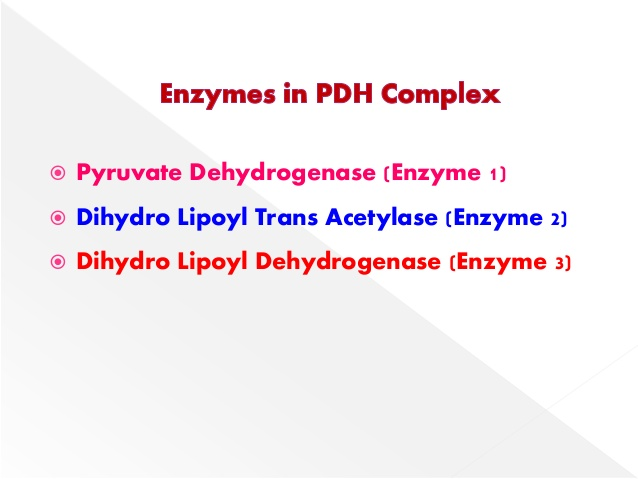 Enzymes in PDH Complex
Pyruvate Dehydrogenase (Enzyme 1)
Dihydro Lipoyl Trans Acetylase (Enzyme 2)
Dihydro Lipoyl Dehydrogenase (Enzyme 3)